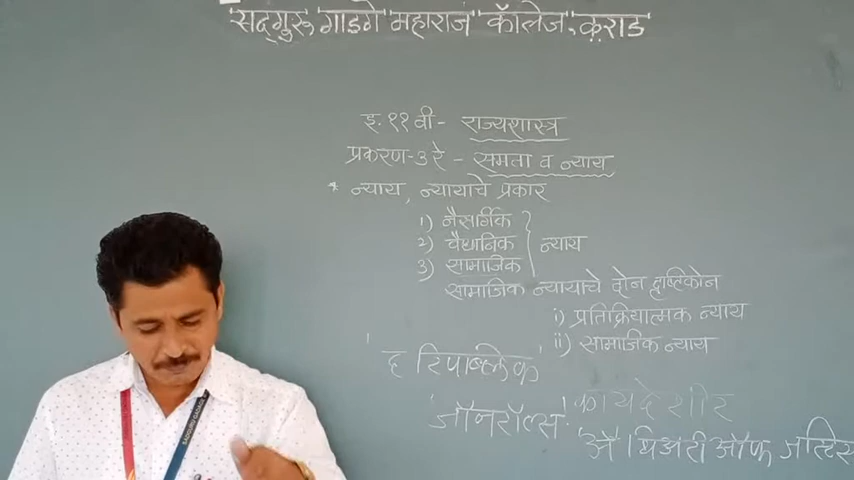 सद्गुरु गाडगे महाराज कॉलेज, कराड
इ. ११ वी - राज्यशास्त्र
प्रकरण-३रे - समता व न्याय
* न्याय, न्यायाचे प्रकार
१) नैसर्गिक
२) वैधानिक } न्याय
३) सामाजिक
सामाजिक न्यायाचे दोन दृष्टिकोन
i) प्रतिक्रियात्मक न्याय
ii) सामाजिक न्याय
'द रिपब्लिक'
'जॉन रॉल्स' कायदेशीर
'अ थिअरी ऑफ जस्टिस